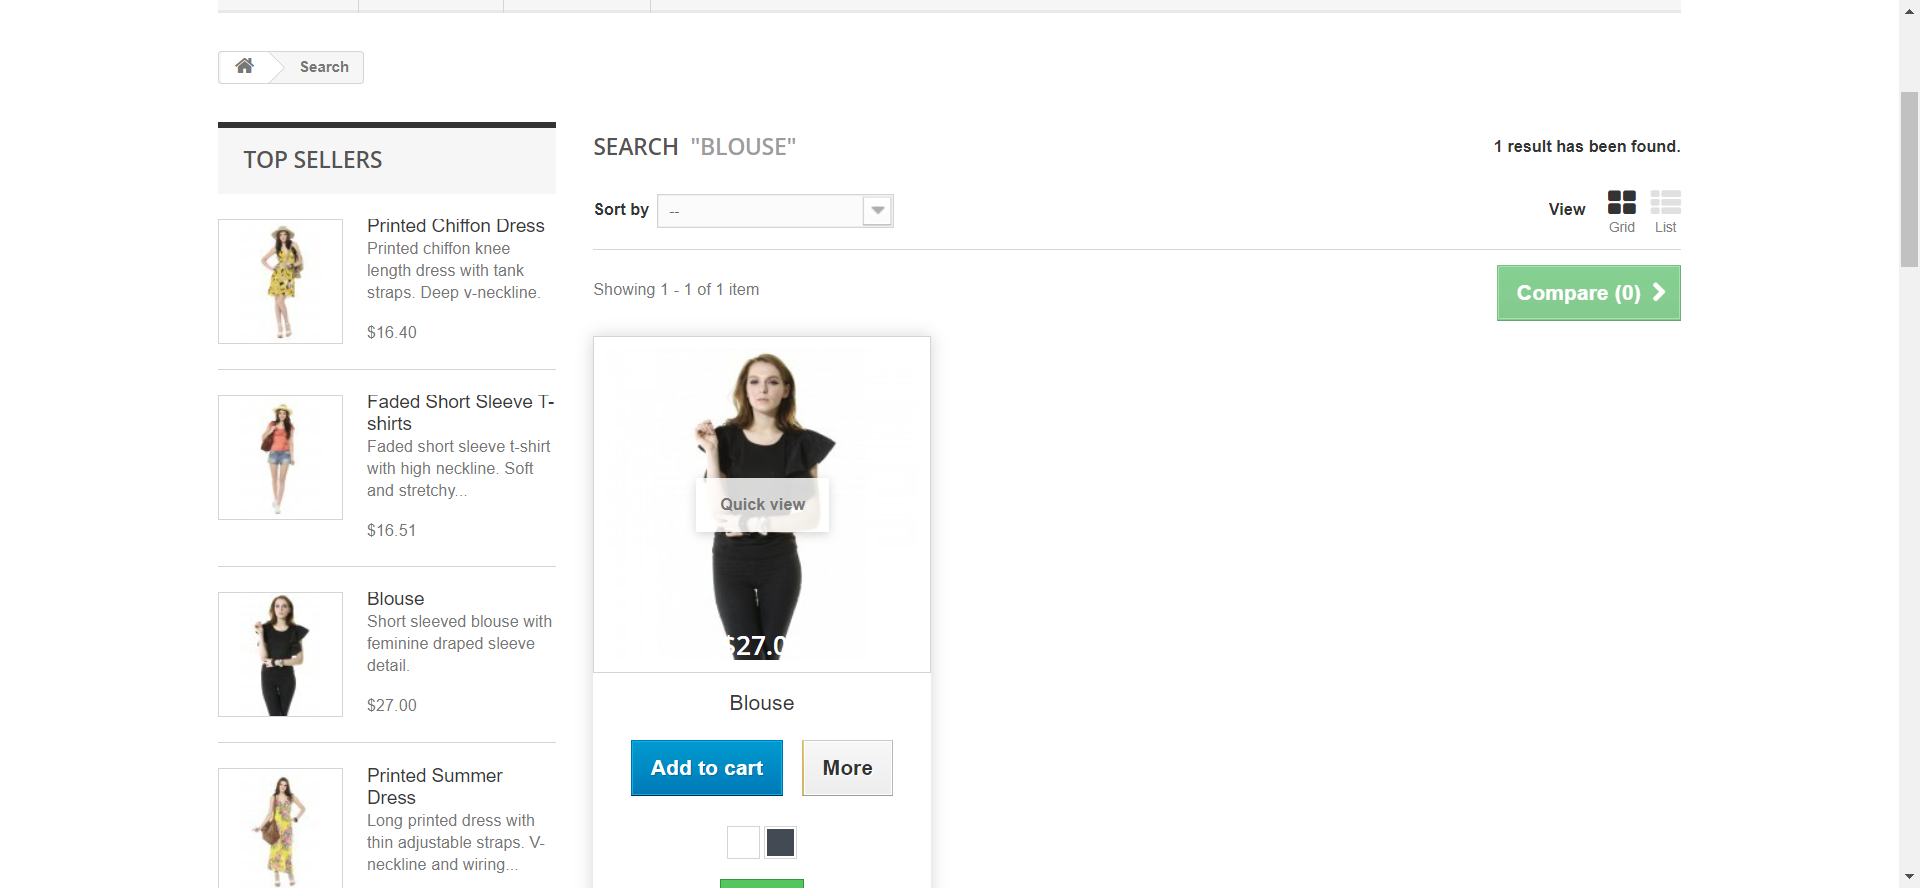 Search
TOP SELLERS
Printed Chiffon Dress
Printed chiffon knee
length dress with tank
straps. Deep v-neckline.
$16.40
Faded Short Sleeve T-
shirts
Faded short sleeve t-shirt
with high neckline. Soft
and stretchy...
$16.51
Blouse
Short sleeved blouse with
feminine draped sleeve
detail.
$27.00
Printed Summer
Dress
Long printed dress with
thin adjustable straps. V-
neckline and wiring...
SEARCH "BLOUSE"
1 result has been found.
Sort by --
View
Grid
List
Showing 1 - 1 of 1 item
Compare (0)
Quick view
$27.0
Blouse
Add to cart
More